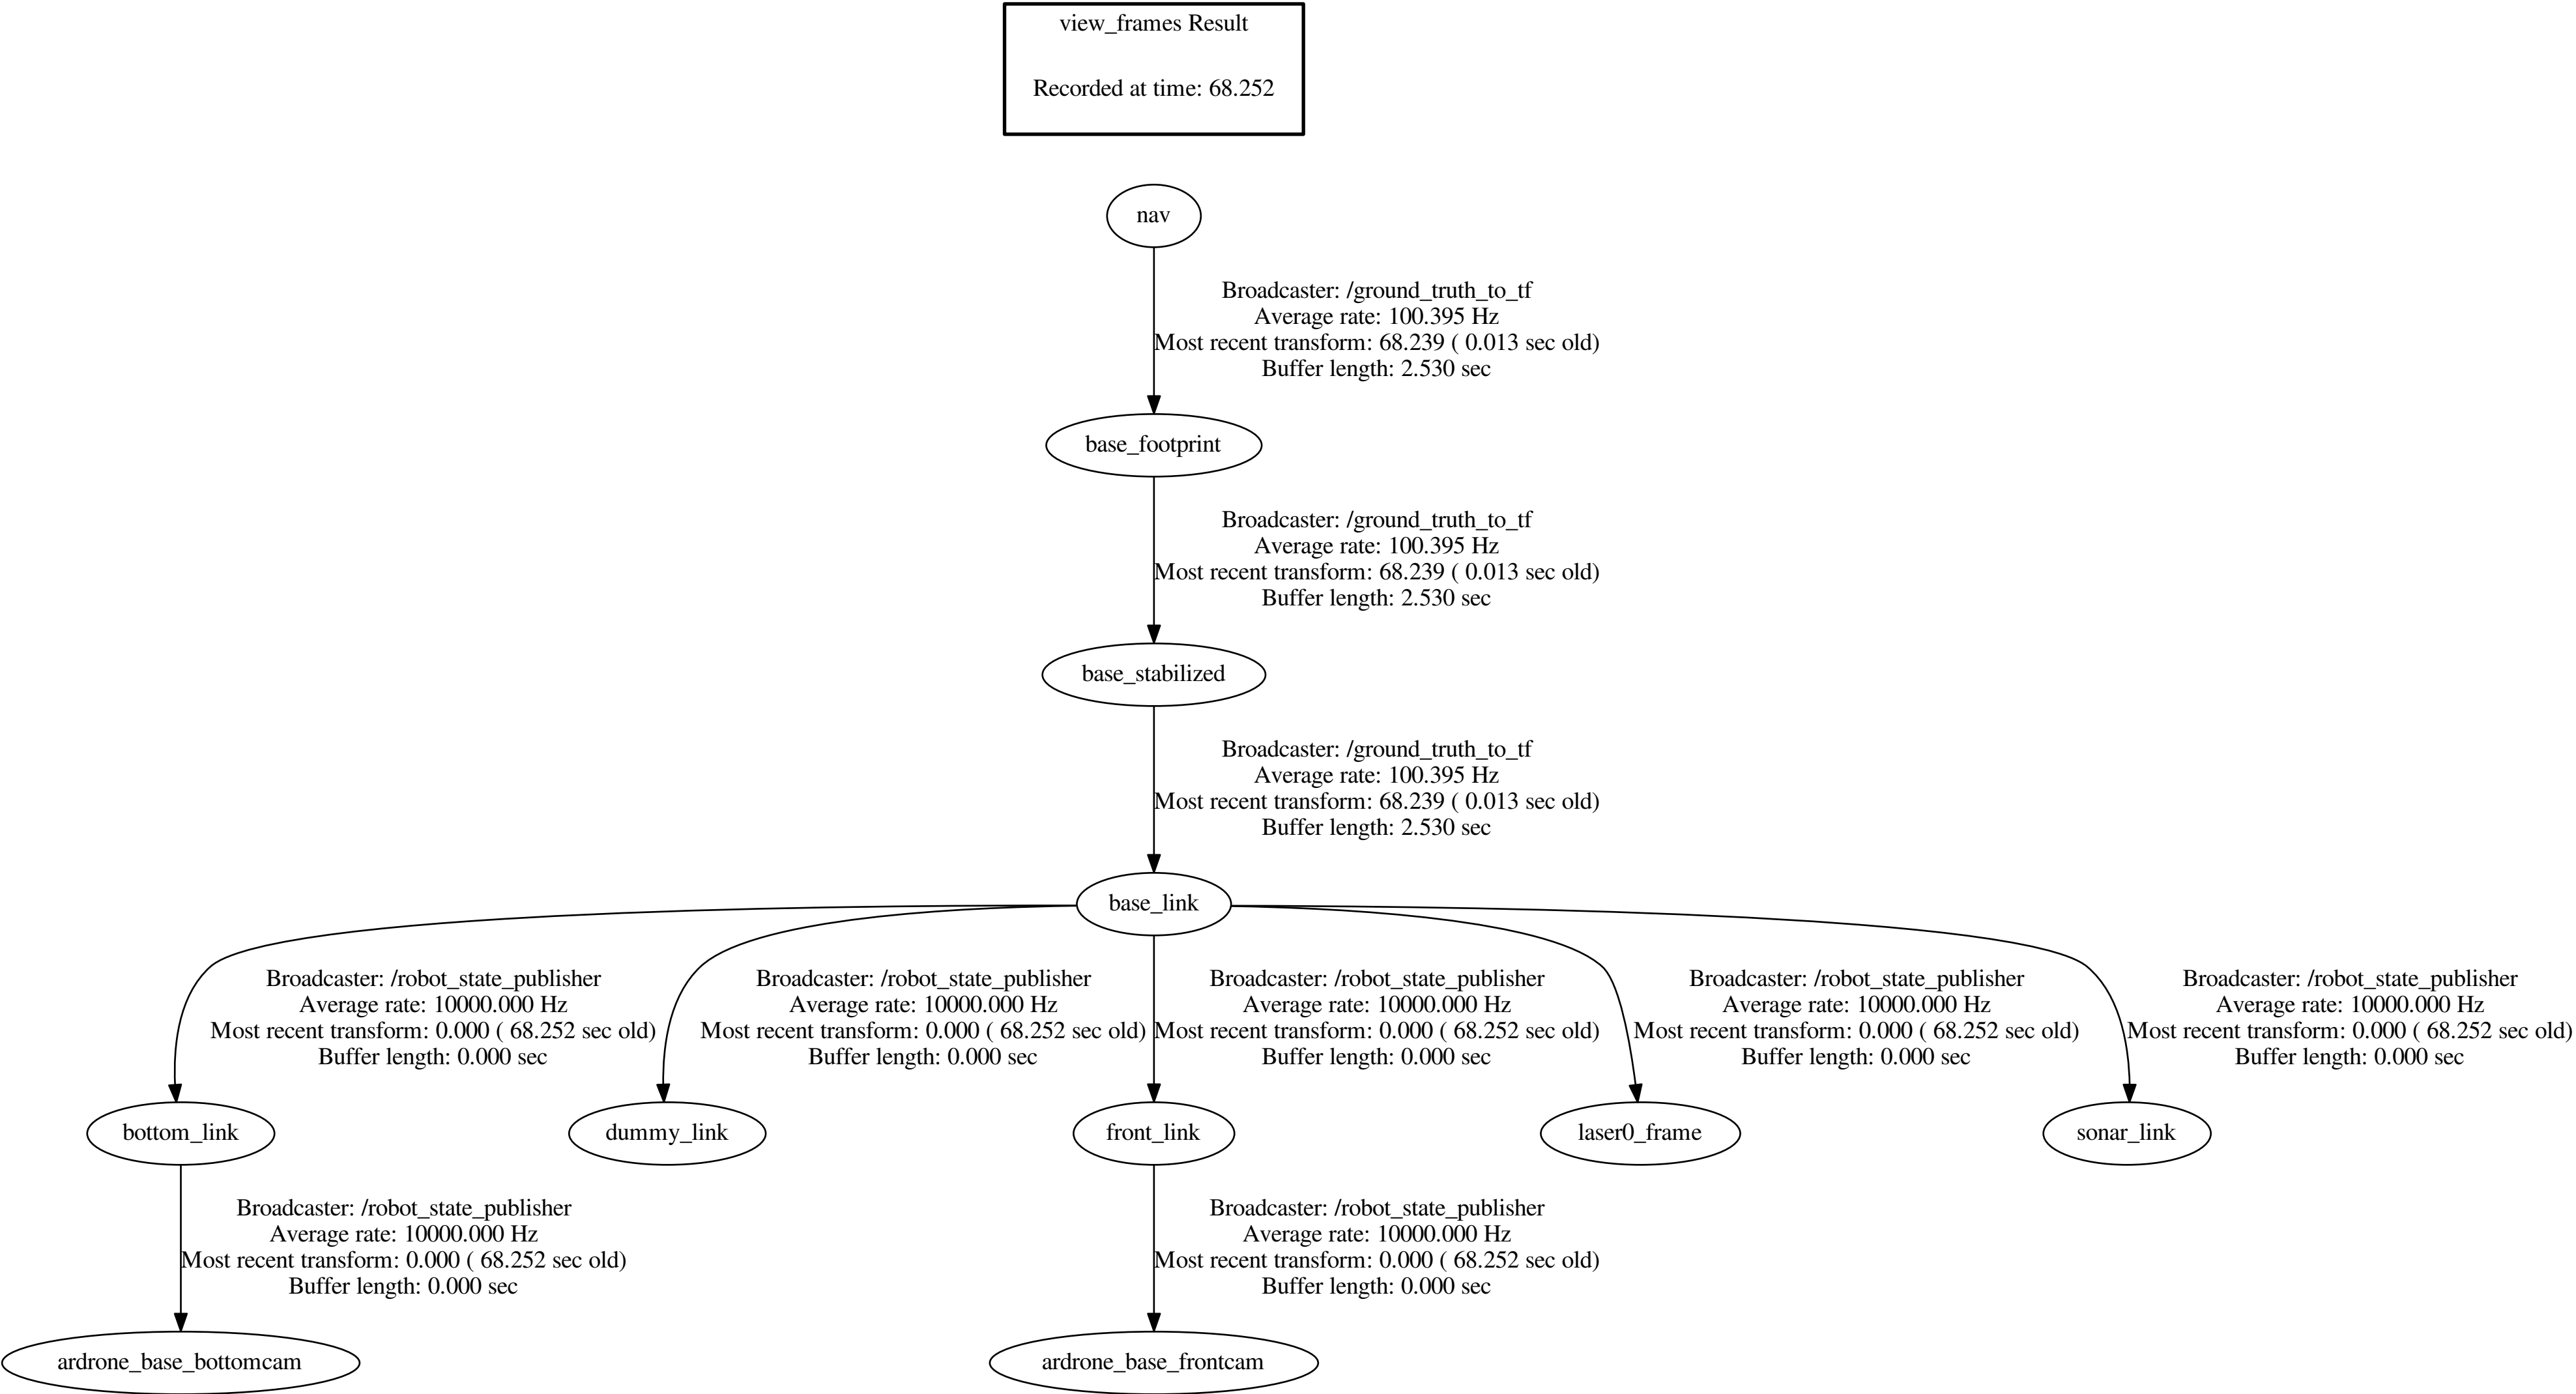 view_frames Result
Recorded at time: 68.252
nav
Broadcaster: /ground_truth_to_tf
Average rate: 100.395 Hz
Most recent transform: 68.239 ( 0.013 sec old)
Buffer length: 2.530 sec
base_footprint
Broadcaster: /ground_truth_to_tf
Average rate: 100.395 Hz
Most recent transform: 68.239 ( 0.013 sec old)
Buffer length: 2.530 sec
base_stabilized
Broadcaster: /ground_truth_to_tf
Average rate: 100.395 Hz
Most recent transform: 68.239 ( 0.013 sec old)
Buffer length: 2.530 sec
base_link
Broadcaster: /robot_state_publisher
Average rate: 10000.000 Hz
Most recent transform: 0.000 ( 68.252 sec old)
Buffer length: 0.000 sec
Broadcaster: /robot_state_publisher
Average rate: 10000.000 Hz
Most recent transform: 0.000 ( 68.252 sec old)
Buffer length: 0.000 sec
Broadcaster: /robot_state_publisher
Average rate: 10000.000 Hz
Most recent transform: 0.000 ( 68.252 sec old)
Buffer length: 0.000 sec
Broadcaster: /robot_state_publisher
Average rate: 10000.000 Hz
Most recent transform: 0.000 ( 68.252 sec old)
Buffer length: 0.000 sec
Broadcaster: /robot_state_publisher
Average rate: 10000.000 Hz
Most recent transform: 0.000 ( 68.252 sec old)
Buffer length: 0.000 sec
bottom_link
dummy_link
front_link
laser0_frame
sonar_link
Broadcaster: /robot_state_publisher
Average rate: 10000.000 Hz
Most recent transform: 0.000 ( 68.252 sec old)
Buffer length: 0.000 sec
Broadcaster: /robot_state_publisher
Average rate: 10000.000 Hz
Most recent transform: 0.000 ( 68.252 sec old)
Buffer length: 0.000 sec
ardrone_base_bottomcam
ardrone_base_frontcam